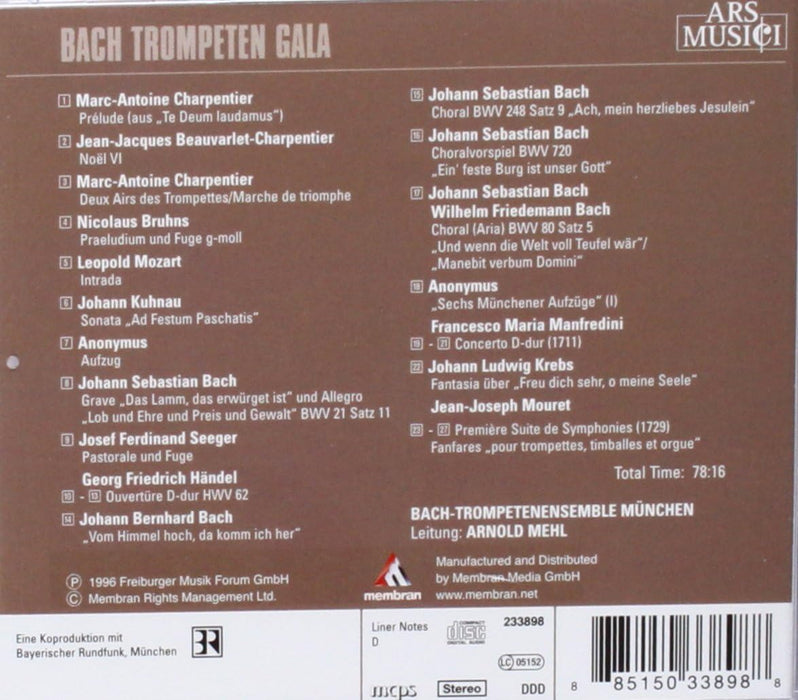 BACH TROMPETEN GALA
ARS
MUSICI
1 Marc-Antoine Charpentier
Prélude (aus „Te Deum laudamus“)
2 Jean-Jacques Beauvarlet-Charpentier
Noël VI
3 Marc-Antoine Charpentier
Deux Airs des Trompettes/Marche de triomphe
4 Nicolaus Bruhns
Praeludium und Fuge g-moll
5 Leopold Mozart
Intrada
6 Johann Kuhnau
Sonata „Ad Festum Paschatis“
7 Anonymus
Aufzug
8 Johann Sebastian Bach
Grave „Das Lamm, das erwürget ist“ und Allegro
„Lob und Ehre und Preis und Gewalt“ BWV 21 Satz 11
9 Josef Ferdinand Seeger
Pastorale und Fuge
Georg Friedrich Händel
10 - 13 Ouvertüre D-dur HWV 62
14 Johann Bernhard Bach
„Vom Himmel hoch, da komm ich her“
15 Johann Sebastian Bach
Choral BWV 248 Satz 9 „Ach, mein herzliebes Jesulein“
16 Johann Sebastian Bach
Choralvorspiel BWV 720
„Ein' feste Burg ist unser Gott“
17 Johann Sebastian Bach
Wilhelm Friedemann Bach
Choral (Aria) BWV 80 Satz 5
„Und wenn die Welt voll Teufel wär“/
„Manebit verbum Domini“
18 Anonymus
„Sechs Münchener Aufzüge“ (I)
Francesco Maria Manfredini
19 - 21 Concerto D-dur (1711)
22 Johann Ludwig Krebs
Fantasia über „Freu dich sehr, o meine Seele“
Jean-Joseph Mouret
23 - 27 Première Suite de Symphonies (1729)
Fanfares „pour trompettes, timballes et orgue“
Total Time: 78:16
BACH-TROMPETENENSEMBLE MÜNCHEN
Leitung: ARNOLD MEHL
Ⓟ 1996 Freiburger Musik Forum GmbH
Ⓒ Membran Rights Management Ltd.
membran
Manufactured and Distributed
by Membran Media GmbH
www.membran.net
Eine Koproduktion mit
Bayerischer Rundfunk, München
BR
Liner Notes
D
COMPACT
disc
DIGITAL AUDIO
233898
LC 05152
mcps
Stereo
DDD
8 85150 33898 8